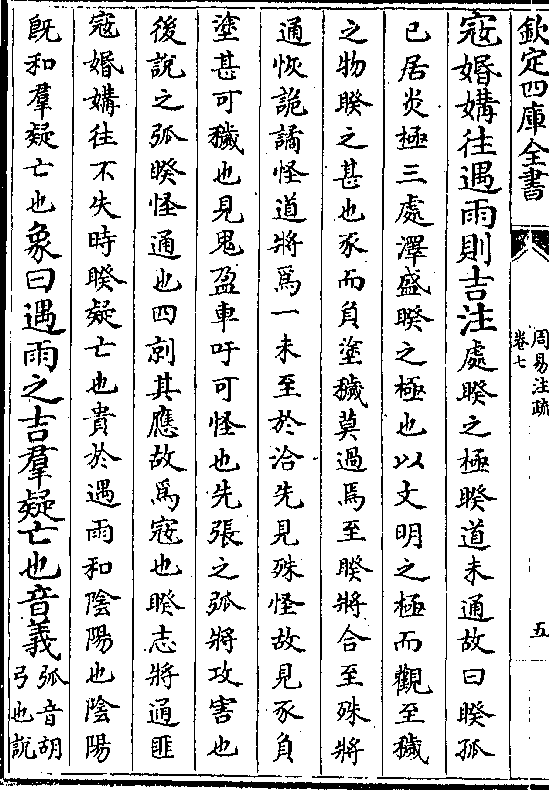 欽定四庫全書
周易注疏
卷七
五
寇婚媾往遇雨則吉注處睽之極睽道未通故曰睽孤
已居炎極三處澤盛睽之極也以文明之極而觀至穢
之物睽之甚也豕而負塗穢莫過焉至睽將合至殊將
通恢詭譎怪道將爲一未至於洽先見殊怪故見豕負
塗甚可穢也見鬼盈車吁可怪也先張之弧將攻害也
後說之弧睽怪通也四剠其應故爲寇也睽志將通匪
寇婚媾往不失時睽疑亡也貴於遇雨和隂陽也隂陽
旣和羣疑亡也象曰遇雨之吉羣疑亡也音義
弧音胡
弓也說